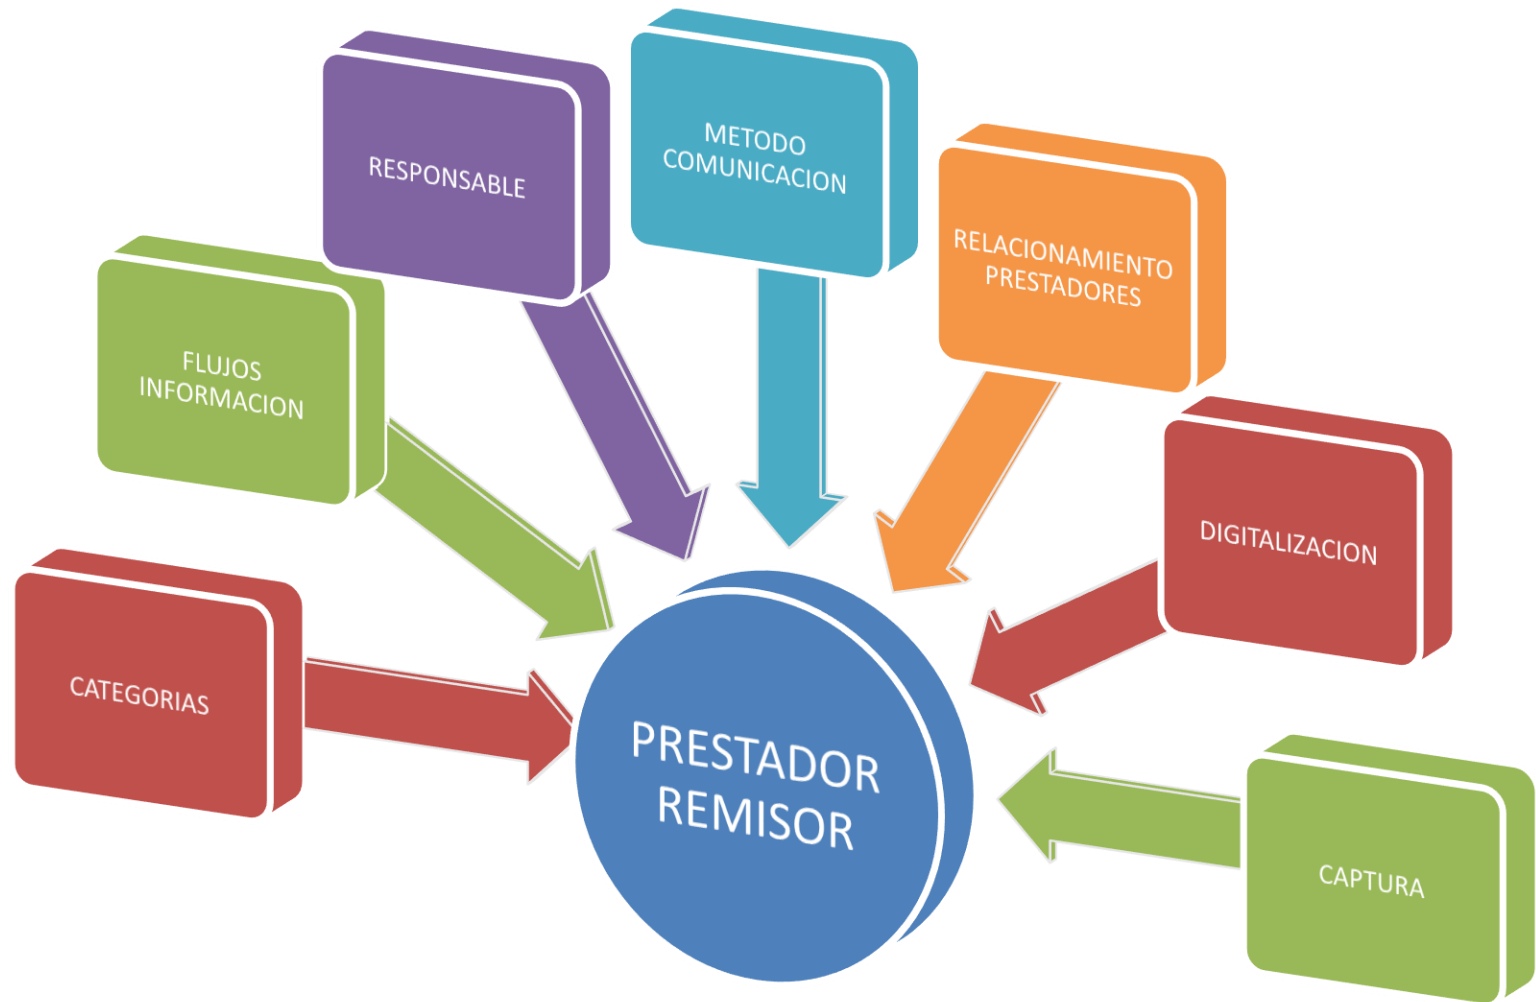 CATEGORIAS
FLUJOS
INFORMACION
RESPONSABLE
METODO
COMUNICACION
RELACIONAMIENTO
PRESTADORES
DIGITALIZACION
CAPTURA
PRESTADOR
REMISOR